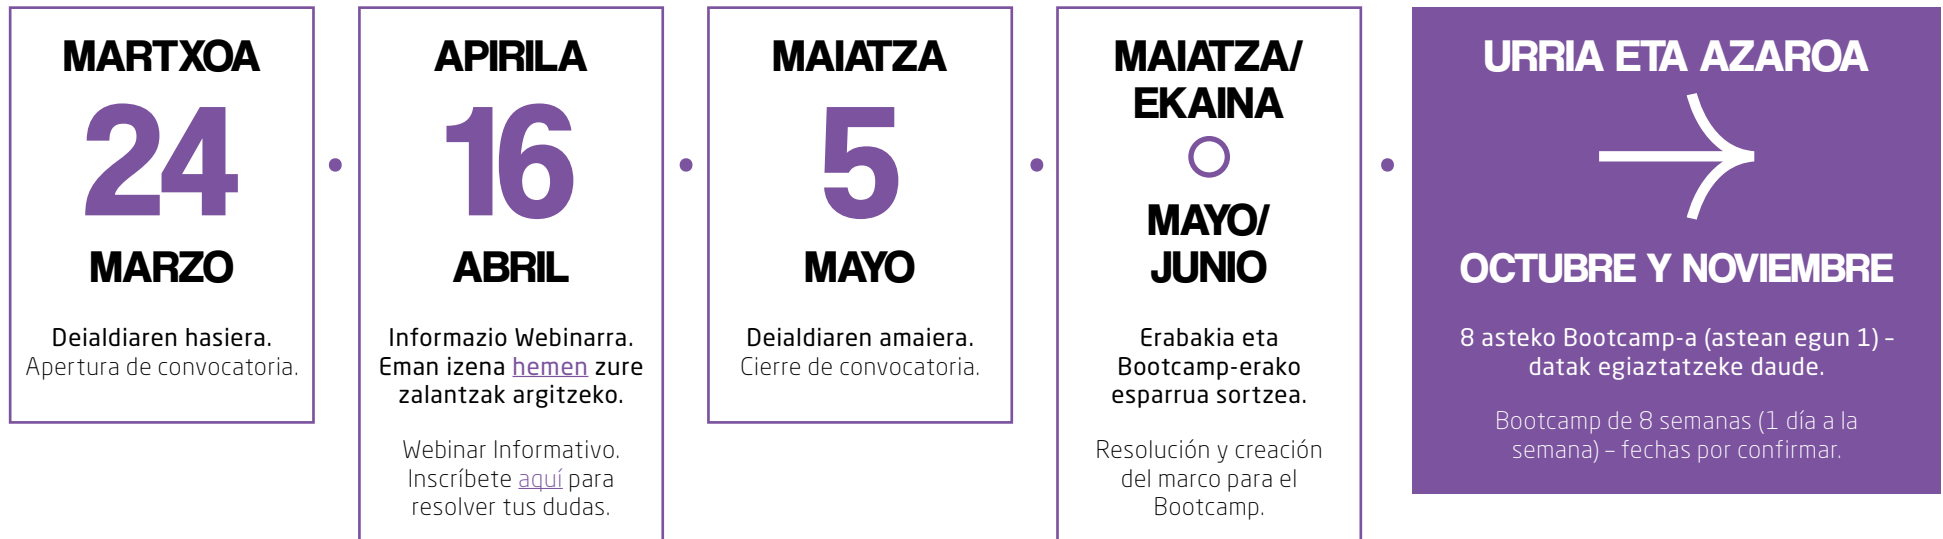 MARTXOA
24
MARZO
Deialdiaren hasiera.
Apertura de convocatoria.
APIRILA
16
ABRIL
Informazio Webinarra.
Eman izena hemen zure
zalantzak argitzeko.
Webinar Informativo.
Inscríbete aquí para
resolver tus dudas.
MAIATZA
5
MAYO
Deialdiaren amaiera.
Cierre de convocatoria.
MAIATZA/
EKAINA
MAYO/
JUNIO
Erabakia eta
Bootcamp-erako
esparrua sortzea.
Resolución y creación
del marco para el
Bootcamp.
URRIA ETA AZAROA
OCTUBRE Y NOVIEMBRE
8 asteko Bootcamp-a (astean egun 1) –
datak egiaztatzeke daude.
Bootcamp de 8 semanas (1 día a la
semana) – fechas por confirmar.